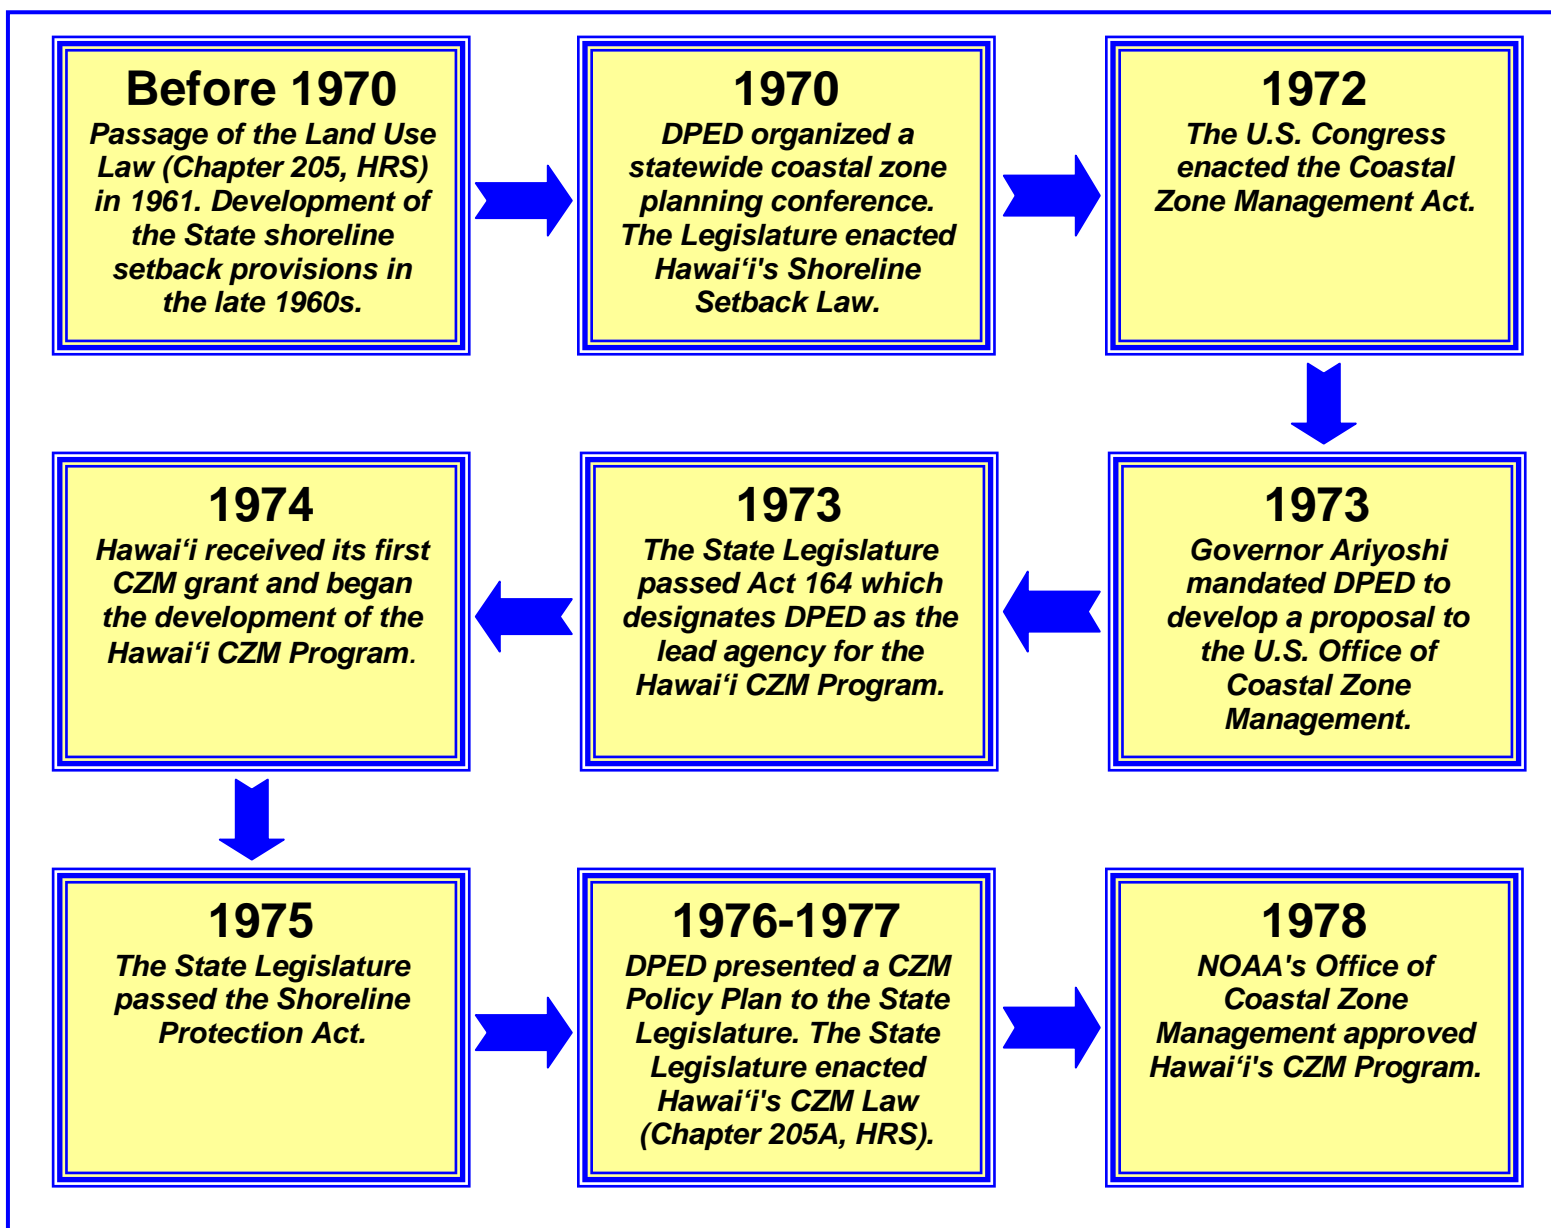 Before 1970
Passage of the Land Use
Law (Chapter 205, HRS)
in 1961. Development of
the State shoreline
setback provisions in
the late 1960s.
1970
DPED organized a
statewide coastal zone
planning conference.
The Legislature enacted
Hawai‘i's Shoreline
Setback Law.
1972
The U.S. Congress
enacted the Coastal
Zone Management Act.
1973
Governor Ariyoshi
mandated DPED to
develop a proposal to
the U.S. Office of
Coastal Zone
Management.
1973
The State Legislature
passed Act 164 which
designates DPED as the
lead agency for the
Hawai‘i CZM Program.
1974
Hawai‘i received its first
CZM grant and began
the development of the
Hawai‘i CZM Program.
1975
The State Legislature
passed the Shoreline
Protection Act.
1976-1977
DPED presented a CZM
Policy Plan to the State
Legislature. The State
Legislature enacted
Hawai‘i's CZM Law
(Chapter 205A, HRS).
1978
NOAA's Office of
Coastal Zone
Management approved
Hawai‘i's CZM Program.